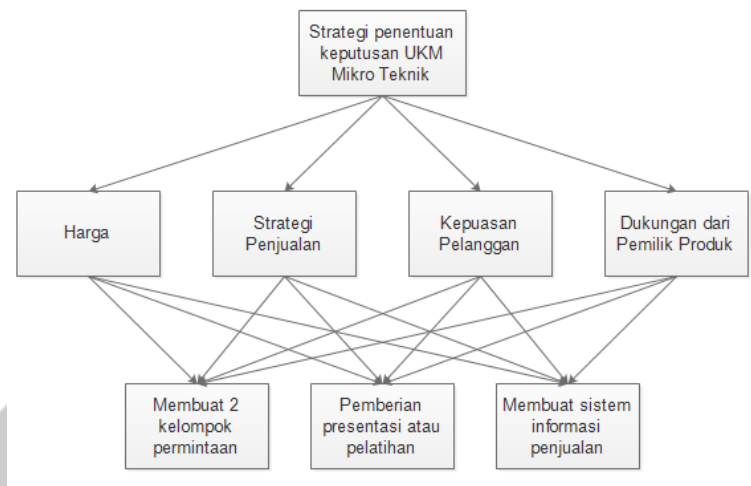 Strategi penentuan
keputusan UKM
Mikro Teknik
Harga
Strategi
Penjualan
Kepuasan
Pelanggan
Dukungan dari
Pemilik Produk
Membuat 2
kelompok
permintaan
Pemberian
presentasi atau
pelatihan
Membuat sistem
informasi
penjualan